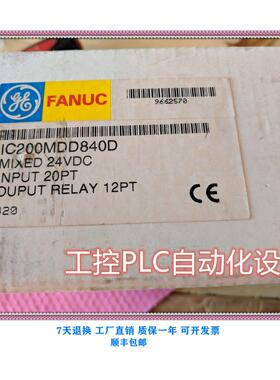 GE FANUC
9662570
IC200MDD840D
MIXED 24VDC
INPUT 20PT
OUPUT RELAY 12PT
CE
工控PLC自动化设
7天退换 工厂直销 质保一年 可开发票
顺丰包邮